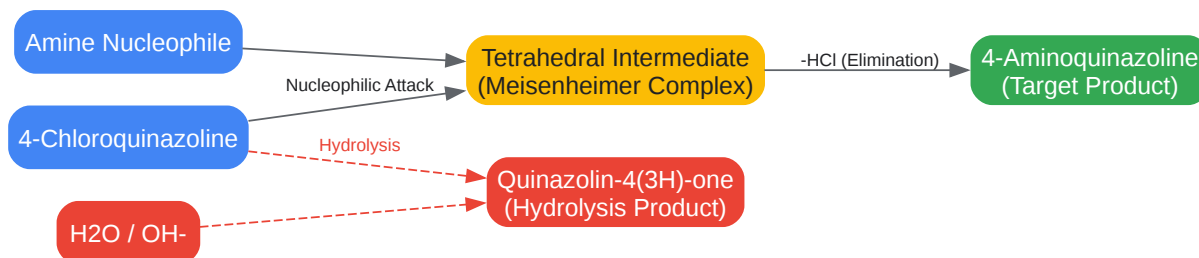 Amine Nucleophile
4-Chloroquinazoline
H2O / OH-
Nucleophilic Attack
Hydrolysis
Tetrahedral Intermediate
(Meisenheimer Complex)
Quinazolin-4(3H)-one
(Hydrolysis Product)
-HCl (Elimination)
4-Aminoquinazoline
(Target Product)